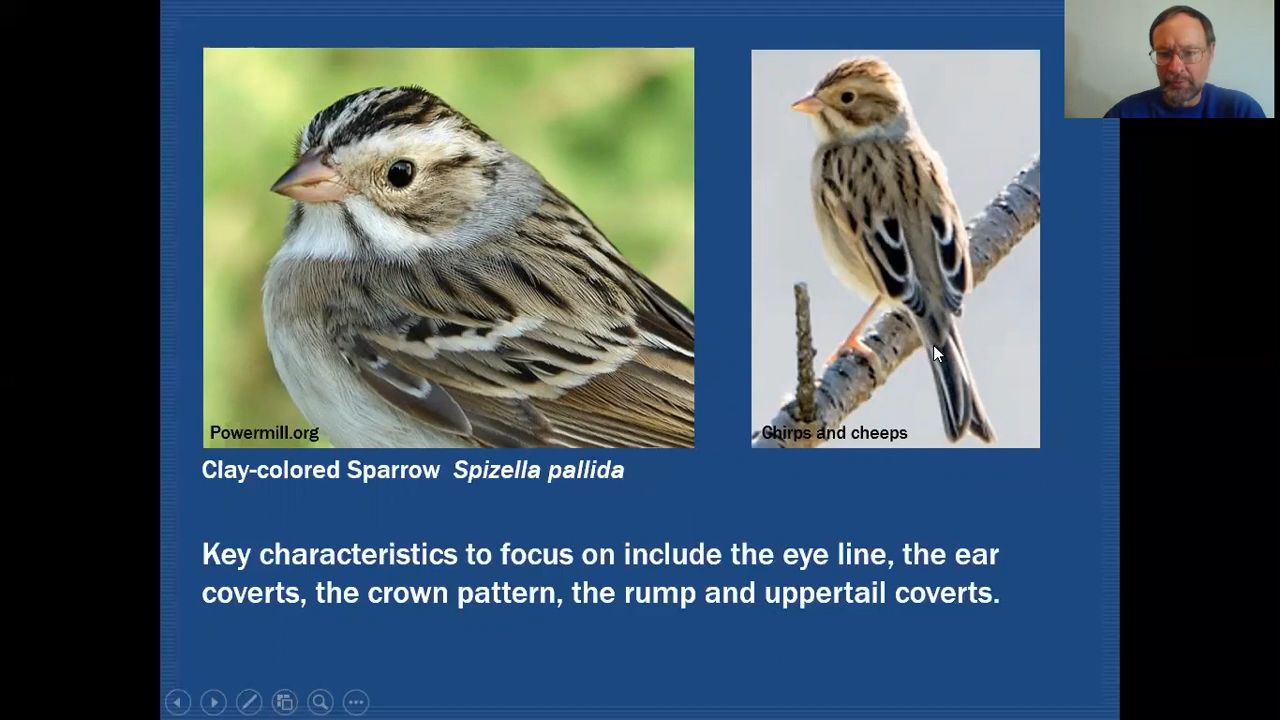 Powermill.org
Chirps and cheeps
Clay-colored Sparrow Spizella pallida
Key characteristics to focus on include the eye line, the ear
coverts, the crown pattern, the rump and uppertail coverts.